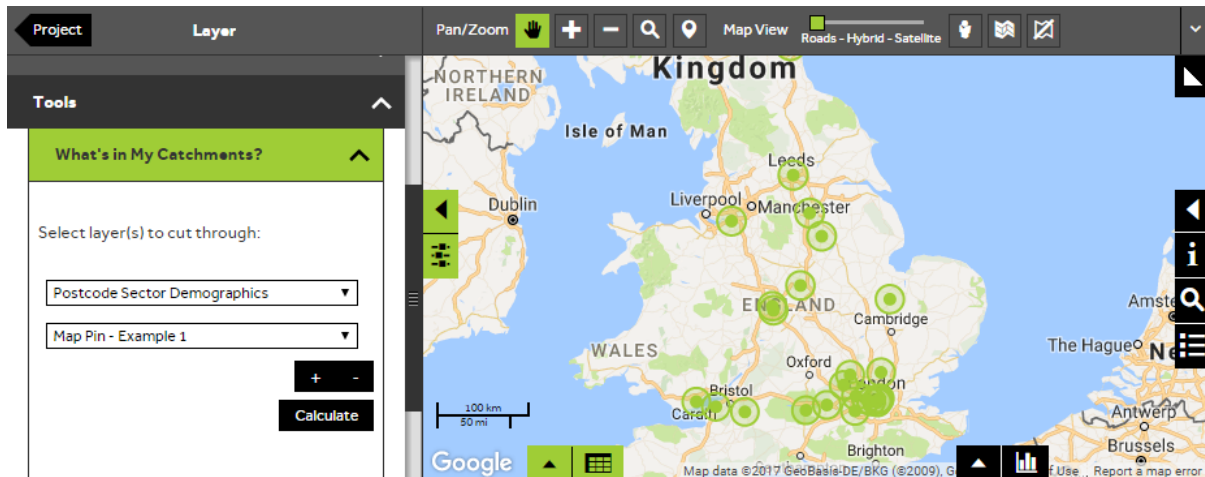 Project
Layer
Pan/Zoom
Map View
Roads - Hybrid - Satellite
Tools
What's in My Catchments?
Select layer(s) to cut through:
Postcode Sector Demographics
Map Pin - Example 1
+ -
Calculate
Kingdom
NORTHERN
IRELAND
Isle of Man
Leeds
Dublin
Liverpool
Manchester
ENGLAND
Cambridge
WALES
Oxford
London
Bristol
Cardiff
Brighton
Amste
The Hague
Ne
Antwerp
Brussels
100 km
50 mi
Google
i
Map data ©2017 GeoBasis-DE/BKG (©2009), G
f Use
Report a map error